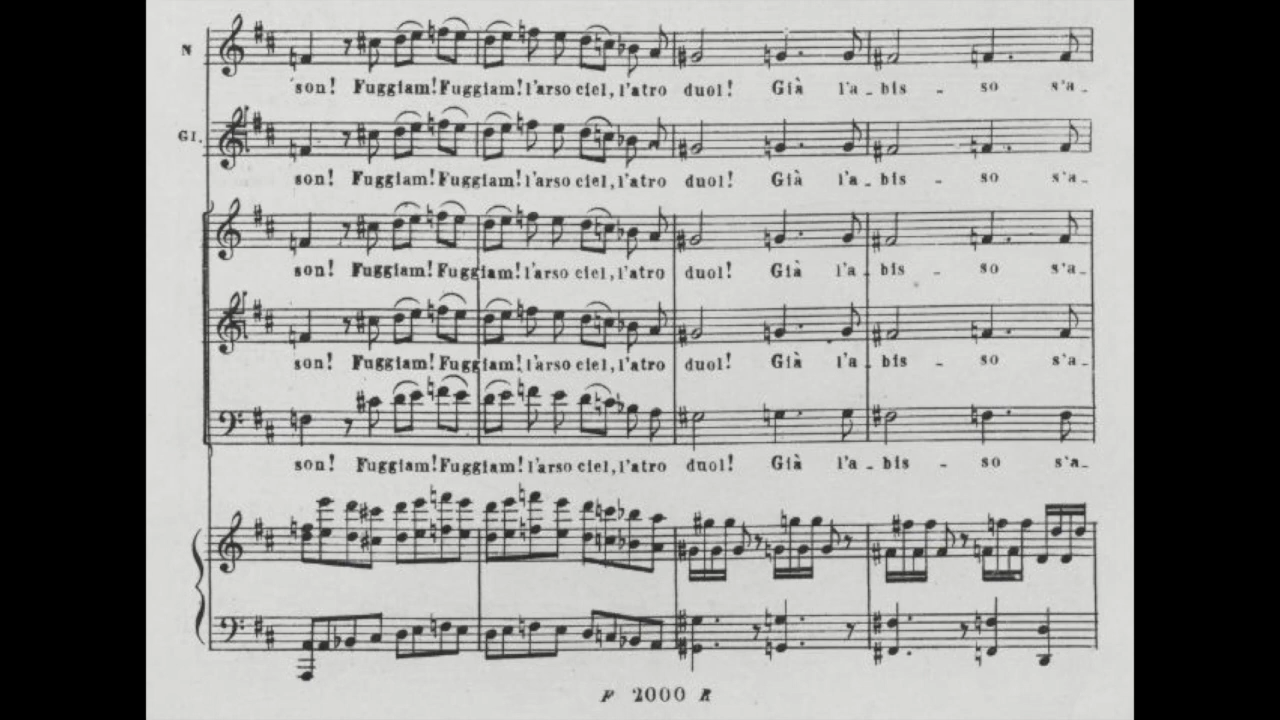 N
son! Fuggiam! Fuggiam! l'arso ciel, l'atro duol! Già l'a - bis - so s'a -
GI.
son! Fuggiam! Fuggiam! l'arso ciel, l'atro duol! Già l'a - bis - so s'a -
son! Fuggiam! Fuggiam! l'arso ciel, l'atro duol! Già l'a - bis - so s'a -
son! Fuggiam! Fuggiam! l'arso ciel, l'atro duol! Già l'a - bis - so s'a -
son! Fuggiam! Fuggiam! l'arso ciel, l'atro duol! Già l'a - bis - so s'a -
F 2000 R